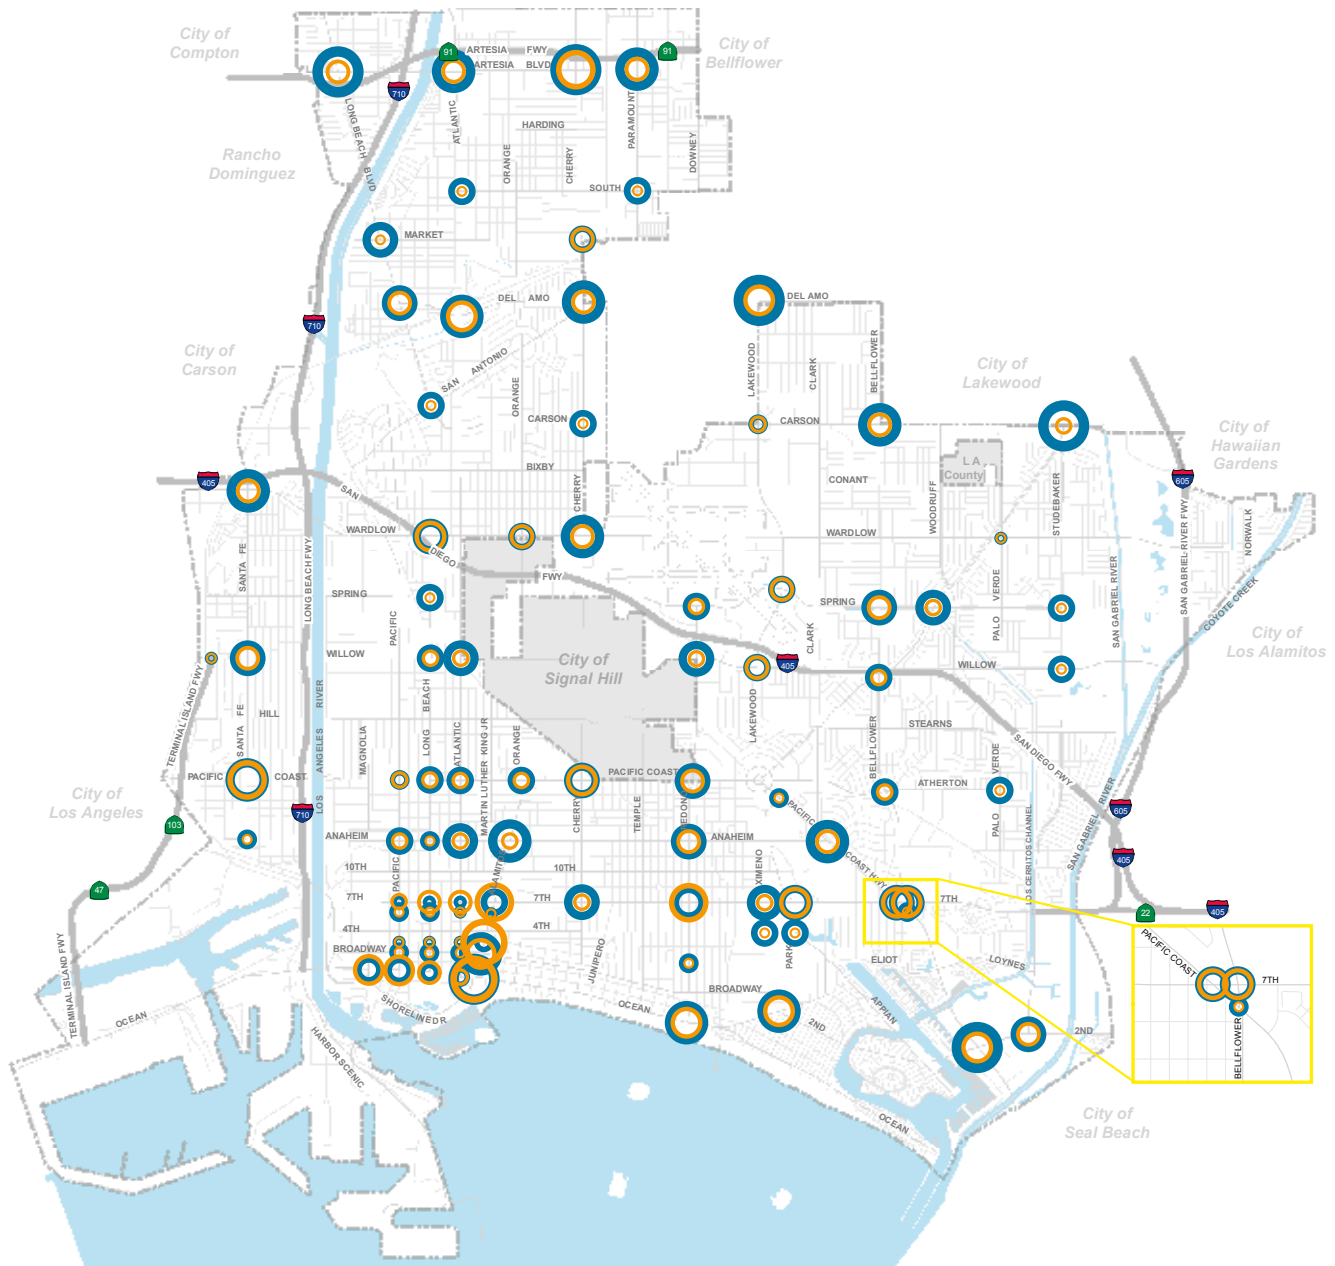 City of
Compton
City of
Bellflower
91
ARTESIA FWY
91
ARTESIA BLVD
710
LONG BEACH BLVD
ATLANTIC
HARDING
ORANGE
CHERRY
PARAMOUNT
DOWNEY
Rancho
Dominguez
SOUTH
MARKET
DEL AMO
DEL AMO
710
City of
Carson
SAN ANTONIO
ORANGE
LAKEWOOD
CLARK
BELLFLOWER
City of
Lakewood
CARSON
CARSON
City of
Hawaiian
Gardens
BIXBY
L A
County
CONANT
405
605
SAN
DIEGO
FWY
CHERRY
WOODRUFF
STUDEBAKER
WARDLOW
WARDLOW
NORWALK
SANTA FE
LONG BEACH FWY
SAN GABRIEL RIVER FWY
SAN GABRIEL RIVER
COYOTE CREEK
SPRING
PACIFIC
SPRING
CLARK
PALO VERDE
City of
Los Alamitos
WILLOW
City of
Signal Hill
405
WILLOW
TERMINAL ISLAND FWY
SANTA FE
HILL
LOS ANGELES RIVER
MAGNOLIA
LONG BEACH
ATLANTIC
MARTIN LUTHER KING JR
ORANGE
LAKEWOOD
BELLFLOWER
STEARNS
SAN DIEGO FWY
PALO VERDE
PACIFIC COAST
PACIFIC COAST
ATHERTON
City of
Los Angeles
710
CHERRY
TEMPLE
REDONDO
PACIFIC
COAST HWY
LOS CERRITOS CHANNEL
SAN GABRIEL RIVER
605
103
ANAHEIM
ANAHEIM
405
10TH
10TH
PACIFIC
ALAMITOS
XIMENO
47
7TH
7TH
7TH
22
405
4TH
4TH
BROADWAY
JUNIPERO
PARK
ELIOT
LOYNES
PACIFIC COAST
7TH
BELLFLOWER
TERMINAL ISLAND FWY
OCEAN
SHORELINE DR
OCEAN
BROADWAY
2ND
APPIAN
2ND
HARBOR SCENIC
OCEAN
City of
Seal Beach